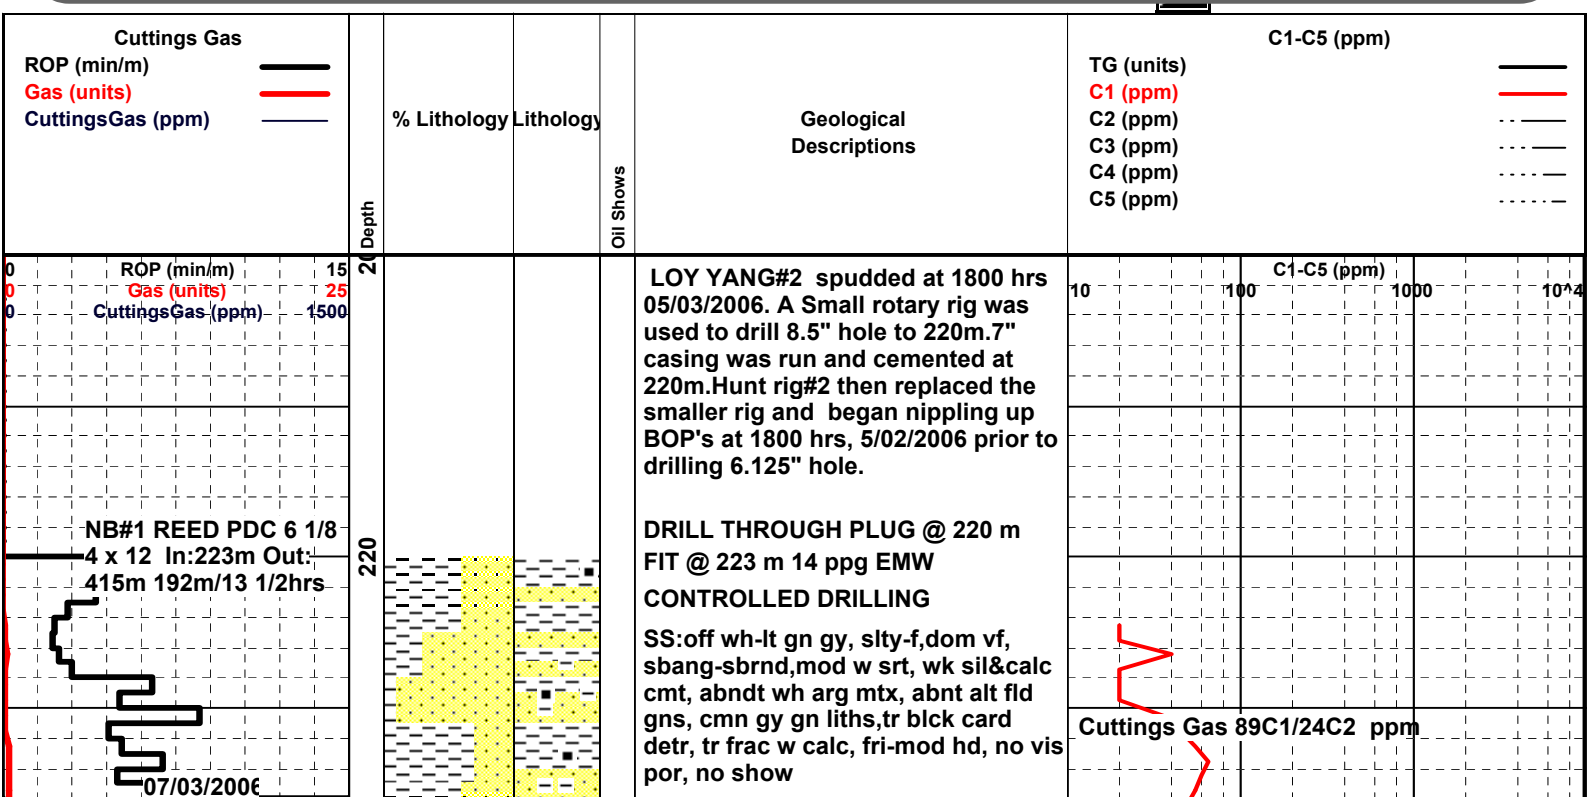 Cuttings Gas
ROP (min/m)
Gas (units)
CuttingsGas (ppm)
Depth
% Lithology
Lithology
Oil Shows
Geological
Descriptions
C1-C5 (ppm)
TG (units)
C1 (ppm)
C2 (ppm)
C3 (ppm)
C4 (ppm)
C5 (ppm)
0 ROP (min/m) 15
0 Gas (units) 25
0 CuttingsGas (ppm) 1500
20
C1-C5 (ppm)
10 100 1000 10^4
LOY YANG#2 spudded at 1800 hrs
05/03/2006. A Small rotary rig was
used to drill 8.5" hole to 220m.7"
casing was run and cemented at
220m.Hunt rig#2 then replaced the
smaller rig and began nippling up
BOP's at 1800 hrs, 5/02/2006 prior to
drilling 6.125" hole.
NB#1 REED PDC 6 1/8
4 x 12 In:223m Out:
415m 192m/13 1/2hrs
220
DRILL THROUGH PLUG @ 220 m
FIT @ 223 m 14 ppg EMW
CONTROLLED DRILLING
SS:off wh-lt gn gy, slty-f,dom vf,
sbang-sbrnd,mod w srt, wk sil&calc
cmt, abndt wh arg mtx, abnt alt fld
gns, cmn gy gn liths,tr blck card
detr, tr frac w calc, fri-mod hd, no vis
por, no show
Cuttings Gas 89C1/24C2 ppm
07/03/2006